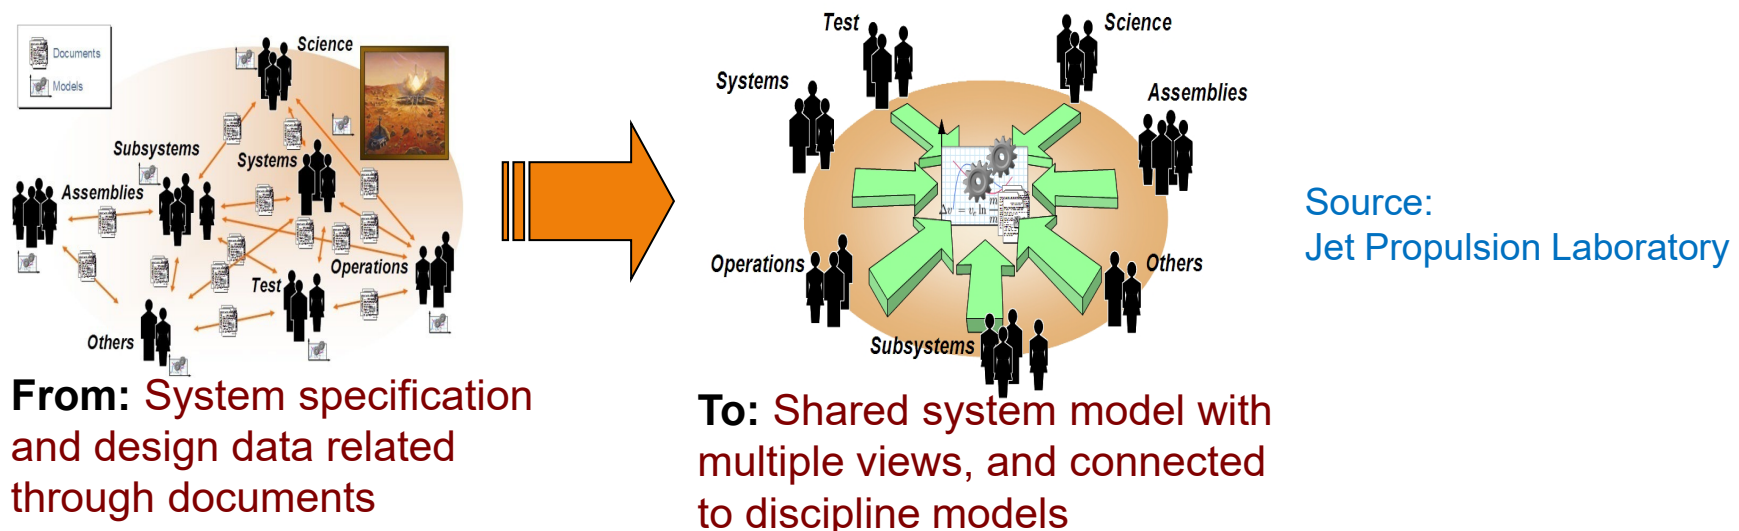 Documents
Models
Science
Subsystems
Systems
Assemblies
Operations
Test
Others
From: System specification
and design data related
through documents
Test
Science
Systems
Assemblies
Operations
Others
Subsystems
To: Shared system model with
multiple views, and connected
to discipline models
Source:
Jet Propulsion Laboratory